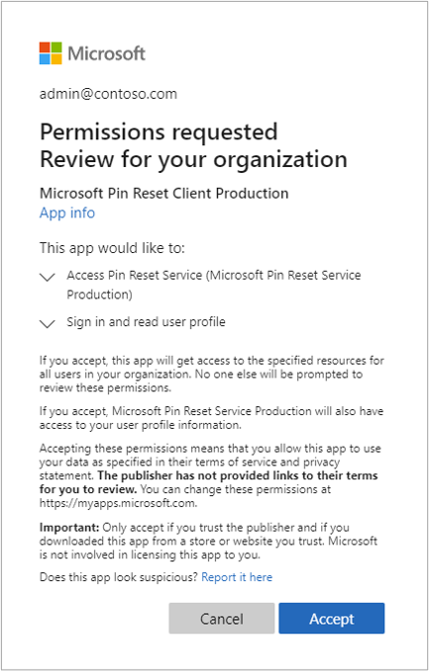 Microsoft
admin@contoso.com
Permissions requested
Review for your organization
Microsoft Pin Reset Client Production
App info
This app would like to:
Access Pin Reset Service (Microsoft Pin Reset Service
Production)
Sign in and read user profile
If you accept, this app will get access to the specified resources for
all users in your organization. No one else will be prompted to
review these permissions.
If you accept, Microsoft Pin Reset Service Production will also have
access to your user profile information.
Accepting these permissions means that you allow this app to use
your data as specified in their terms of service and privacy
statement. The publisher has not provided links to their terms
for you to review. You can change these permissions at
https://myapps.microsoft.com.
Important: Only accept if you trust the publisher and if you
downloaded this app from a store or website you trust. Microsoft
is not involved in licensing this app to you.
Does this app look suspicious? Report it here
Cancel
Accept